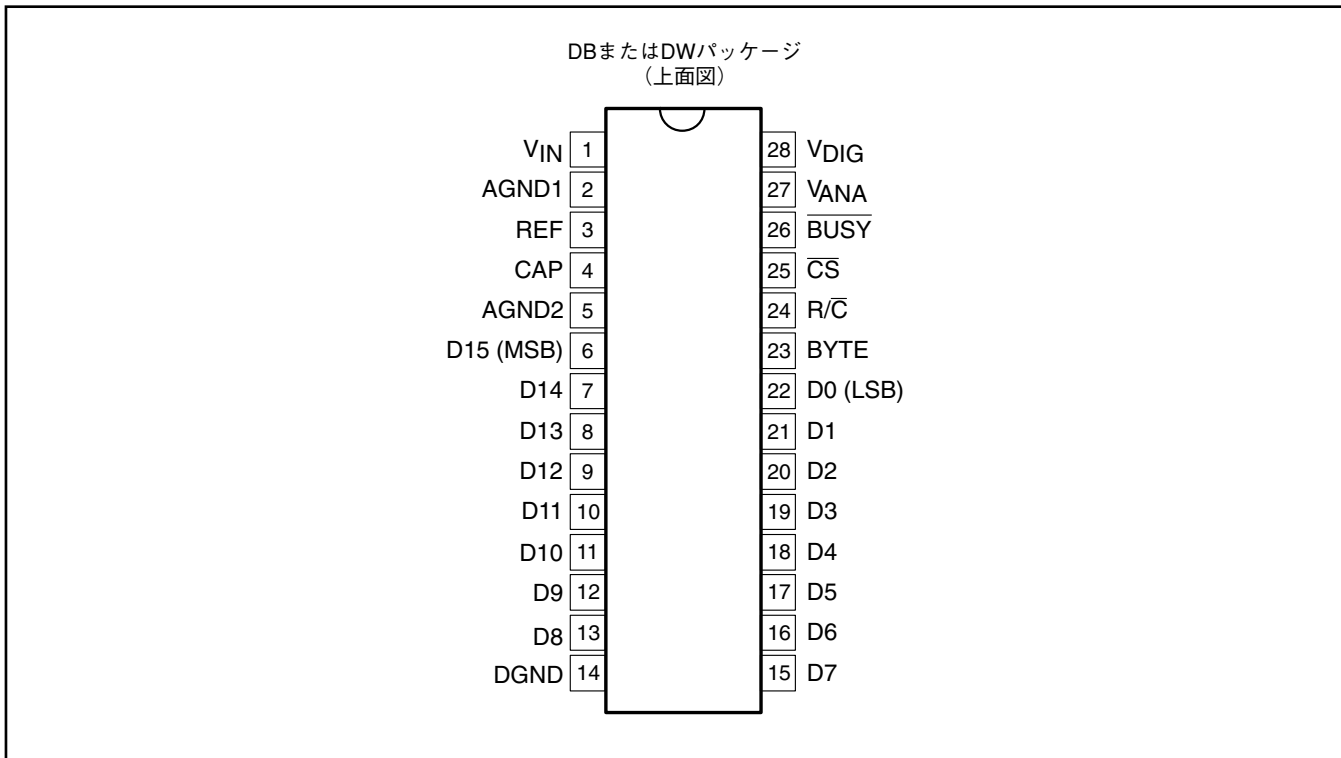 DBまたはDWパッケージ
（上面図）
VIN 1 28 VDIG
AGND1 2 27 VANA
REF 3 26 B̅U̅S̅Y̅
CAP 4 25 C̅S̅
AGND2 5 24 R/C̅
D15 (MSB) 6 23 BYTE
D14 7 22 D0 (LSB)
D13 8 21 D1
D12 9 20 D2
D11 10 19 D3
D10 11 18 D4
D9 12 17 D5
D8 13 16 D6
DGND 14 15 D7